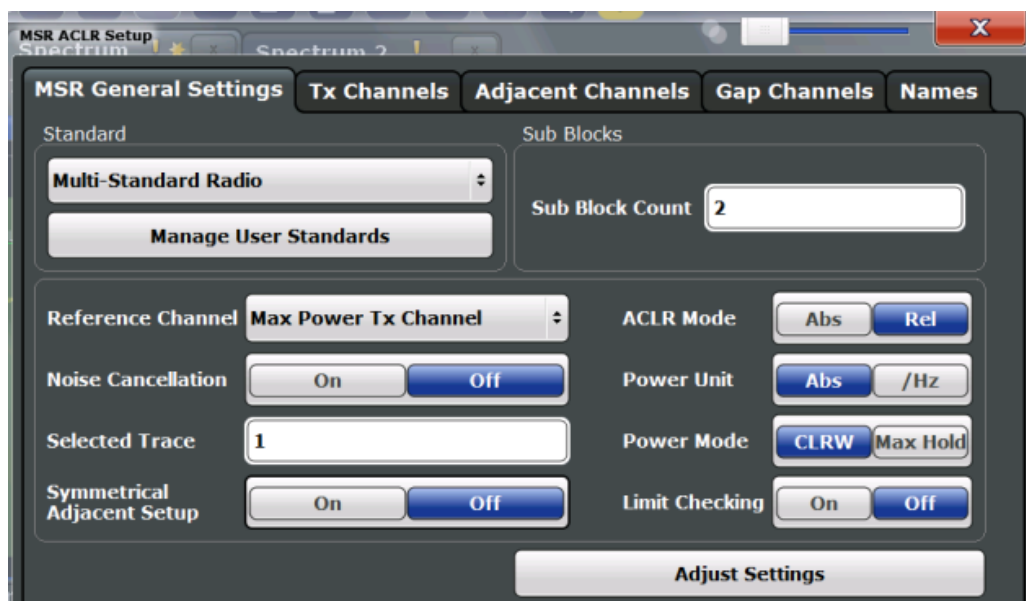 MSR ACLR Setup
Spectrum
Spectrum 2
X
MSR General Settings
Tx Channels
Adjacent Channels
Gap Channels
Names
Standard
Multi-Standard Radio
Manage User Standards
Sub Blocks
Sub Block Count 2
Reference Channel Max Power Tx Channel
Noise Cancellation On Off
Selected Trace 1
Symmetrical
Adjacent Setup On Off
ACLR Mode Abs Rel
Power Unit Abs /Hz
Power Mode CLRW Max Hold
Limit Checking On Off
Adjust Settings